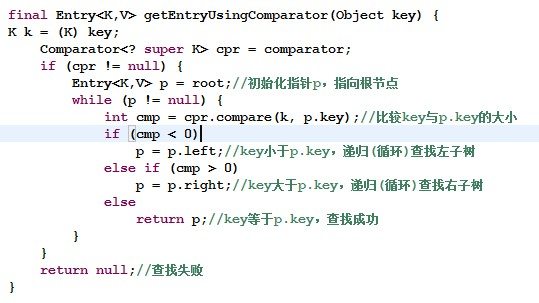 final Entry<K,V> getEntryUsingComparator(Object key) {
K k = (K) key;
Comparator<? super K> cpr = comparator;
if (cpr != null) {
Entry<K,V> p = root;//初始化指针p，指向根节点
while (p != null) {
int cmp = cpr.compare(k, p.key);//比较key与p.key的大小
if (cmp < 0)
p = p.left;//key小于p.key，递归(循环)查找左子树
else if (cmp > 0)
p = p.right;//key大于p.key，递归(循环)查找右子树
else
return p;//key等于p.key，查找成功
}
}
return null;//查找失败
}